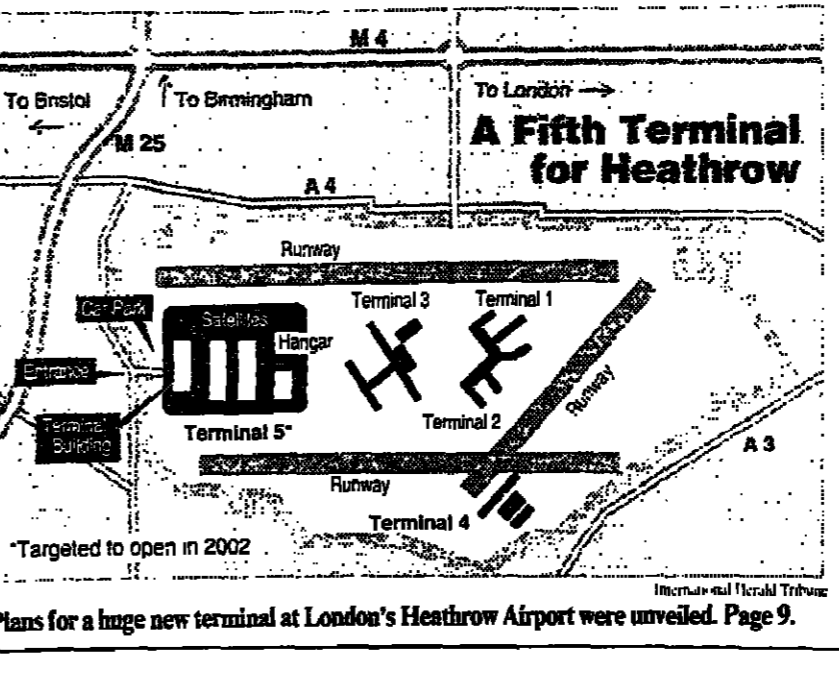 M 4
To Bristol
To Birmingham
To London
M 25
A Fifth Terminal
for Heathrow
A 4
Runway
Terminal 3
Terminal 1
Car Park
Satellites
Hangar
Entrance
Runway
Terminal
Building
Terminal 5*
Terminal 2
A 3
Runway
Terminal 4
*Targeted to open in 2002
International Herald Tribune
Plans for a huge new terminal at London's Heathrow Airport were unveiled. Page 9.